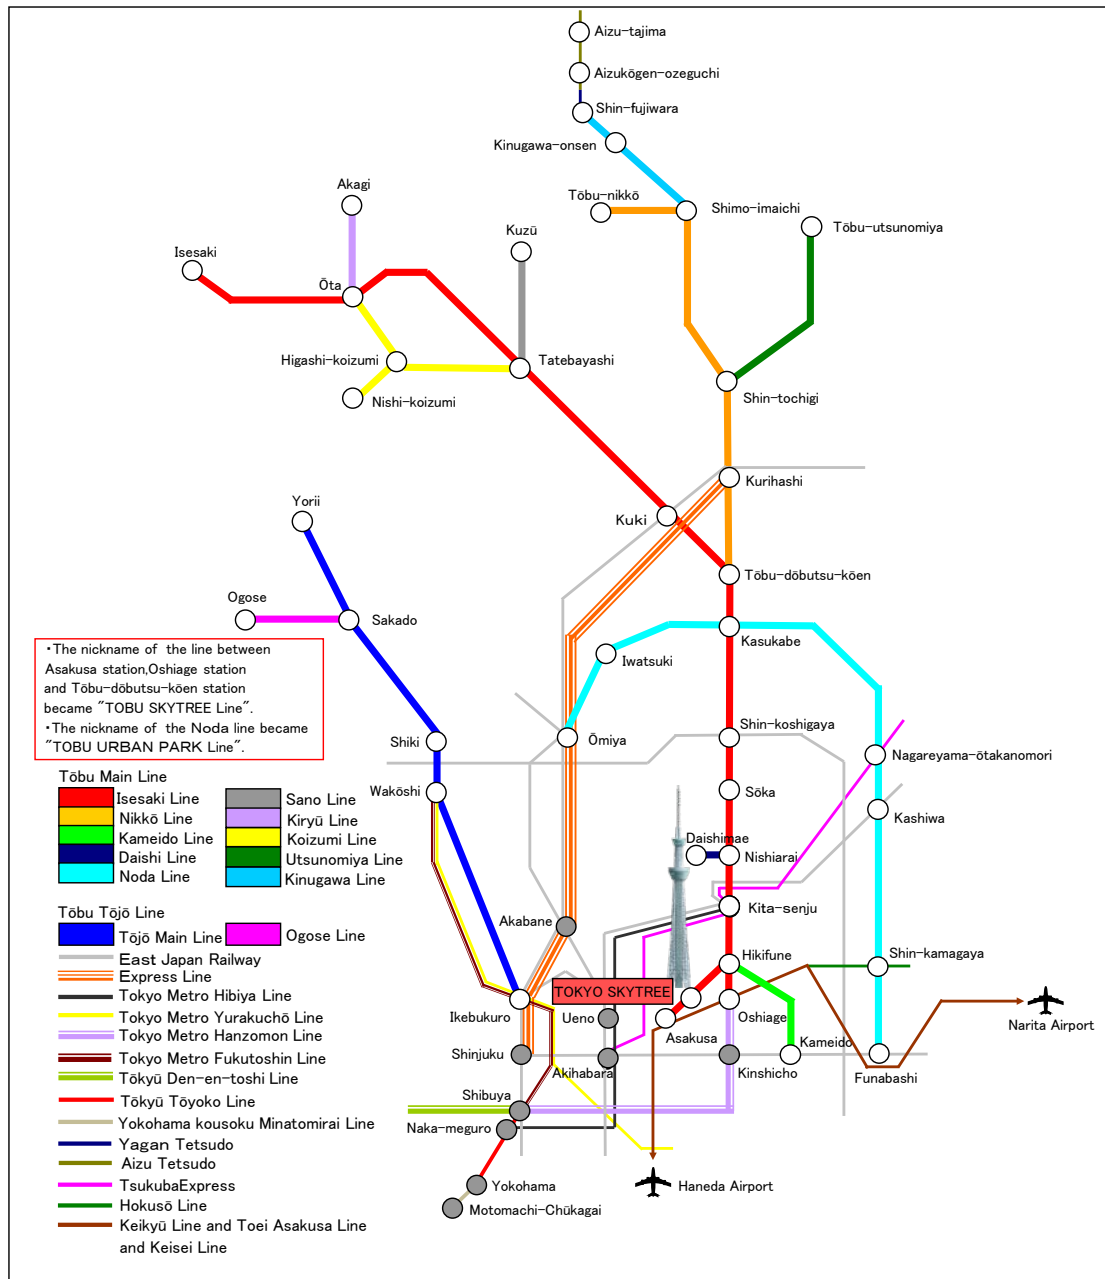 Aizu-tajima
Aizukōgen-ozeguchi
Shin-fujiwara
Kinugawa-onsen
Akagi
Tōbu-nikkō
Shimo-imaichi
Kuzū
Tōbu-utsunomiya
Isesaki
Ōta
Higashi-koizumi
Tatebayashi
Nishi-koizumi
Shin-tochigi
Kurihashi
Yorii
Kuki
Tōbu-dōbutsu-kōen
Ogose
Sakado
Kasukabe
Iwatsuki
・The nickname of the line between
Asakusa station,Oshiage station
and Tōbu-dōbutsu-kōen station
became "TOBU SKYTREE Line".
・The nickname of the Noda line became
"TOBU URBAN PARK Line".
Shin-koshigaya
Shiki
Ōmiya
Nagareyama-ōtakanomori
Wakōshi
Sōka
Kashiwa
Daishimae
Nishiarai
Kita-senju
Akabane
Hikifune
Shin-kamagaya
TOKYO SKYTREE
Ikebukuro
Ueno
Asakusa
Oshiage
Narita Airport
Shinjuku
Akihabara
Kinshicho
Kameido
Funabashi
Shibuya
Naka-meguro
Yokohama
Haneda Airport
Motomachi-Chūkagai
Tōbu Main Line
Isesaki Line
Nikkō Line
Kameido Line
Daishi Line
Noda Line
Sano Line
Kiryū Line
Koizumi Line
Utsunomiya Line
Kinugawa Line
Tōbu Tōjō Line
Tōjō Main Line
Ogose Line
East Japan Railway
Express Line
Tokyo Metro Hibiya Line
Tokyo Metro Yurakuchō Line
Tokyo Metro Hanzomon Line
Tokyo Metro Fukutoshin Line
Tōkyū Den-en-toshi Line
Tōkyū Tōyoko Line
Yokohama kousoku Minatomirai Line
Yagan Tetsudo
Aizu Tetsudo
TsukubaExpress
Hokusō Line
Keikyū Line and Toei Asakusa Line
and Keisei Line